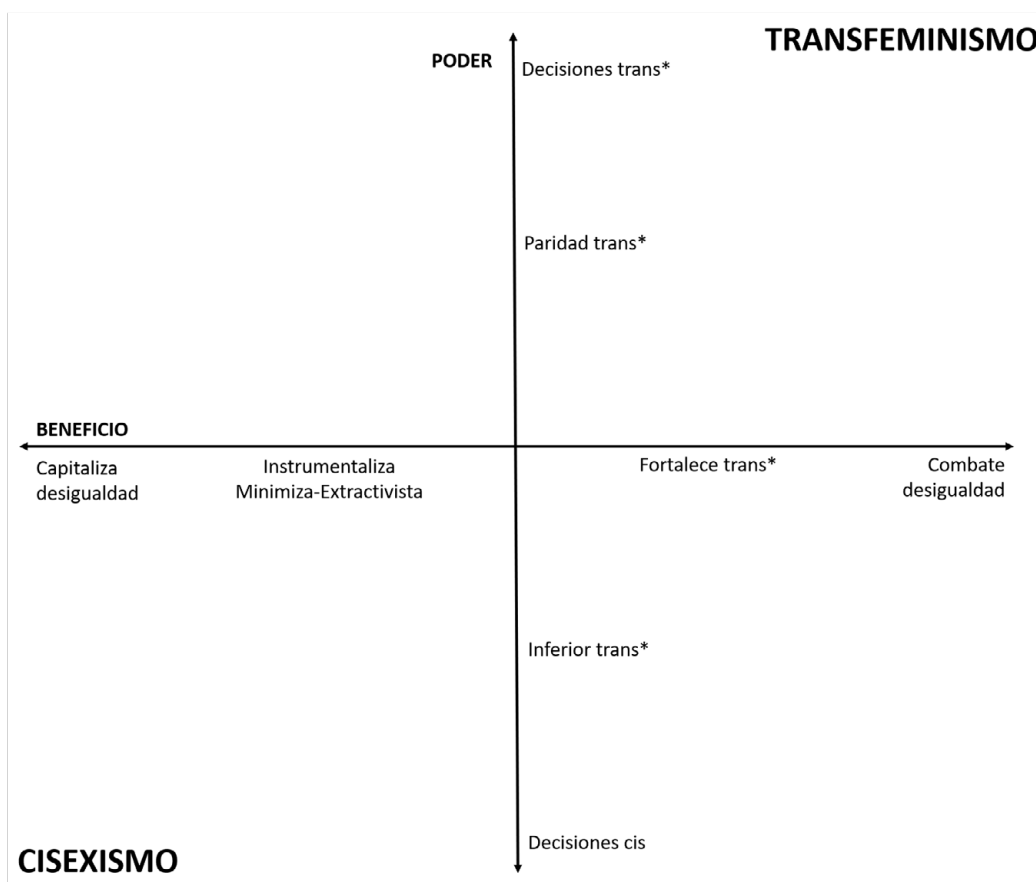 TRANSFEMINISMO
PODER
Decisiones trans*
Paridad trans*
BENEFICIO
Capitaliza
desigualdad
Instrumentaliza
Minimiza-Extractivista
Fortalece trans*
Combate
desigualdad
Inferior trans*
Decisiones cis
CISEXISMO